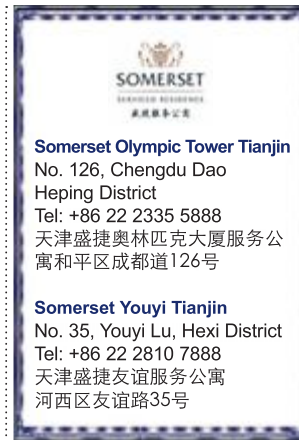 SOMERSET
SERVICED RESIDENCE
盛捷服务公寓
Somerset Olympic Tower Tianjin
No. 126, Chengdu Dao
Heping District
Tel: +86 22 2335 5888
天津盛捷奥林匹克大厦服务公
寓和平区成都道126号
Somerset Youyi Tianjin
No. 35, Youyi Lu, Hexi District
Tel: +86 22 2810 7888
天津盛捷友谊服务公寓
河西区友谊路35号